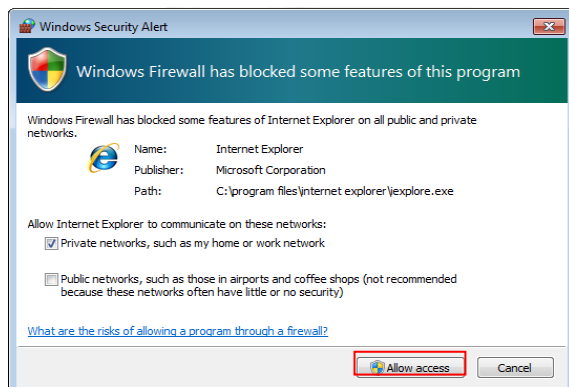 Windows Security Alert
Windows Firewall has blocked some features of this program
Windows Firewall has blocked some features of Internet Explorer on all public and private
networks.
Name: Internet Explorer
Publisher: Microsoft Corporation
Path: C:\program files\internet explorer\iexplore.exe
Allow Internet Explorer to communicate on these networks:
Private networks, such as my home or work network
Public networks, such as those in airports and coffee shops (not recommended
because these networks often have little or no security)
What are the risks of allowing a program through a firewall?
Allow access Cancel